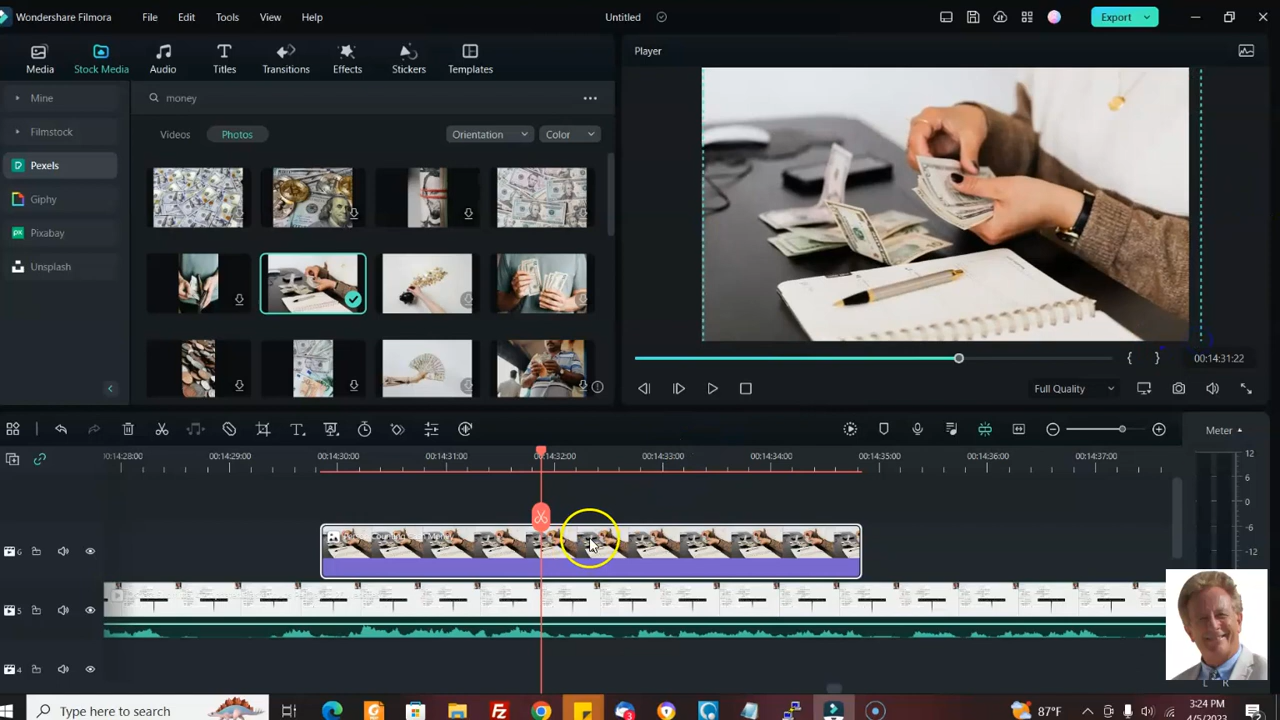 Wondershare Filmora File Edit Tools View Help Untitled Export
Media Stock Media Audio Titles Transitions Effects Stickers Templates
Player
Mine
money
Filmstock
Videos Photos Orientation Color
Pexels
Giphy
Pixabay
Unsplash
00:14:31:22
Full Quality
Meter
00:14:28:00 00:14:29:00 00:14:30:00 00:14:31:00 00:14:32:00 00:14:33:00 00:14:34:00 00:14:35:00 00:14:36:00 00:14:37:00
12
6
0
-6
-12
6
5
4
L R
Type here to search
87°F
3:24 PM
4/5/2023